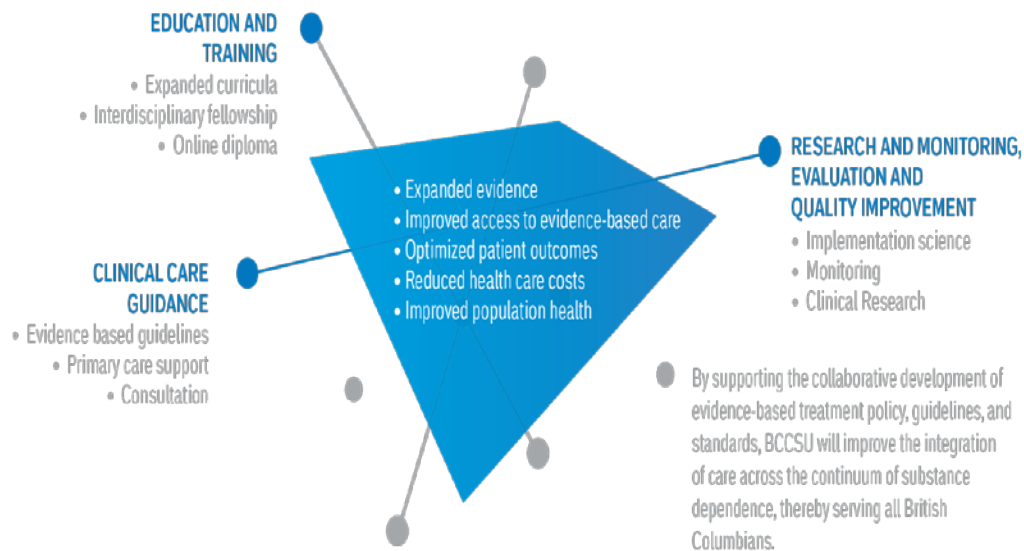 EDUCATION AND
TRAINING
• Expanded curricula
• Interdisciplinary fellowship
• Online diploma
RESEARCH AND MONITORING,
EVALUATION AND
QUALITY IMPROVEMENT
• Implementation science
• Monitoring
• Clinical Research
• Expanded evidence
• Improved access to evidence-based care
• Optimized patient outcomes
• Reduced health care costs
• Improved population health
CLINICAL CARE
GUIDANCE
• Evidence based guidelines
• Primary care support
• Consultation
By supporting the collaborative development of
evidence-based treatment policy, guidelines, and
standards, BCCSU will improve the integration
of care across the continuum of substance
dependence, thereby serving all British
Columbians.